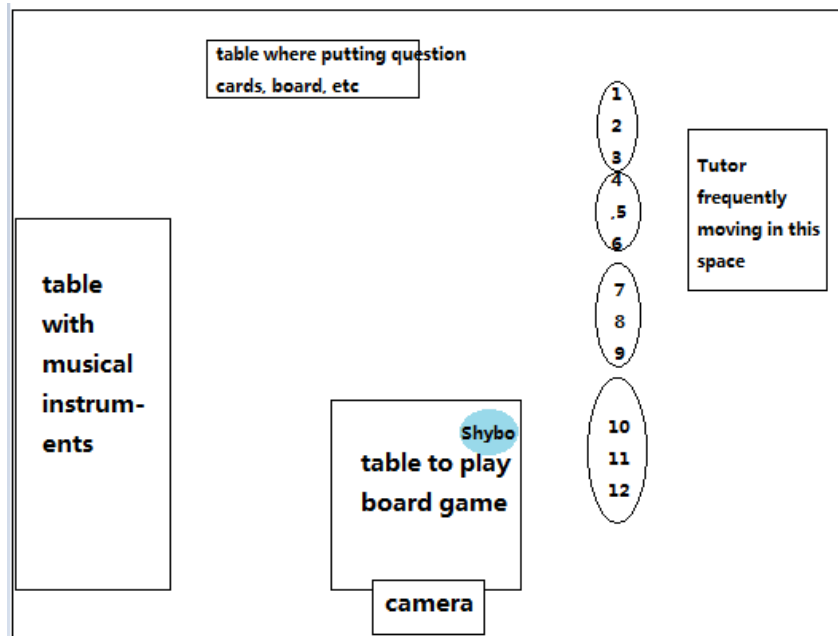 table where putting question
cards, board, etc
1
2
3
4
,5
6
7
8
9
Tutor
frequently
moving in this
space
table
with
musical
instrum-
ents
Shybo
table to play
board game
10
11
12
camera